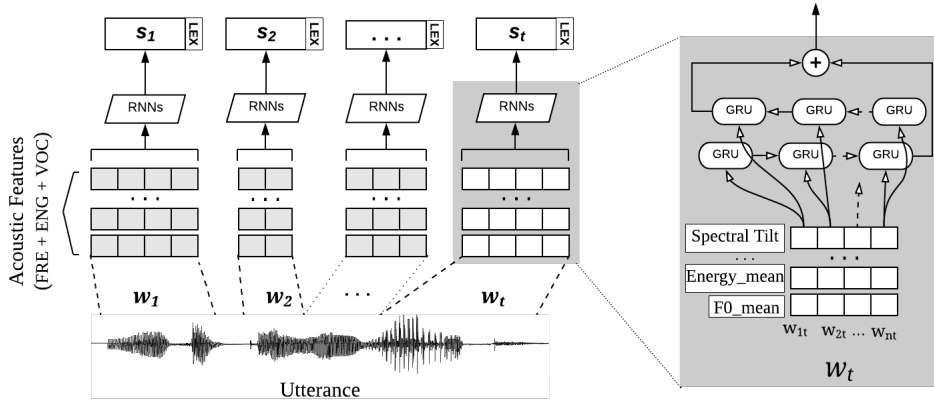 s1 LEX s2 LEX ... LEX st LEX
RNNs RNNs RNNs RNNs
Acoustic Features
(FRE + ENG + VOC)
... ... ... ...
w1 w2 ... wt
Utterance
+
GRU GRU GRU
GRU GRU GRU
Spectral Tilt
... ...
Energy_mean
F0_mean
w1t w2t ... wnt
wt